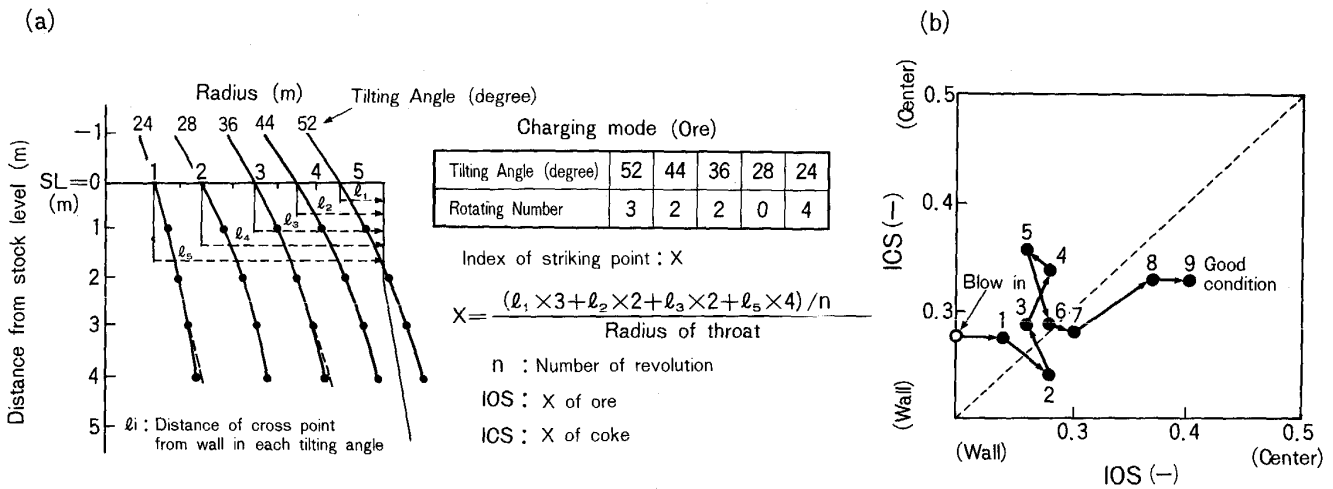 (a)
Radius (m)
Tilting Angle (degree)
24 28 36 44 52
-1
SL=0
(m)
1 2 3 4 5
ℓ₁
ℓ₂
ℓ₃
ℓ₄
ℓ₅
1
2
3
4
5
Distance from stock level (m)
ℓi : Distance of cross point
from wall in each tilting angle
Charging mode (Ore)
Tilting Angle (degree) 52 44 36 28 24
Rotating Number 3 2 2 0 4
Index of striking point : X
X= (ℓ₁ ×3+ℓ₂ ×2+ℓ₃ ×2+ℓ₅ ×4) /n
Radius of throat
n : Number of revolution
IOS : X of ore
ICS : X of coke
(b)
(Center)
0.5
ICS (−)
0.3
(Wall)
Blow in
1
2
3
4
5
6
7
8
9
Good
condition
0.3 0.5
(Wall) (Center)
IOS (−)